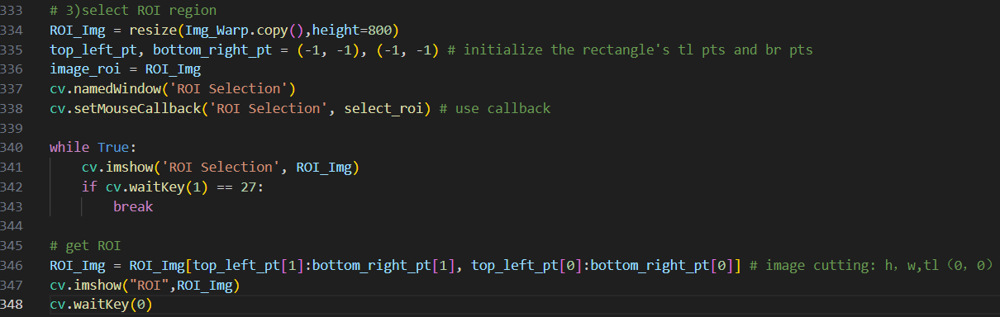 333 # 3)select ROI region
334 ROI_Img = resize(Img_Warp.copy(),height=800)
335 top_left_pt, bottom_right_pt = (-1, -1), (-1, -1) # initialize the rectangle's tl pts and br pts
336 image_roi = ROI_Img
337 cv.namedWindow('ROI Selection')
338 cv.setMouseCallback('ROI Selection', select_roi) # use callback
339
340 while True:
341     cv.imshow('ROI Selection', ROI_Img)
342     if cv.waitKey(1) == 27:
343         break
344
345 # get ROI
346 ROI_Img = ROI_Img[top_left_pt[1]:bottom_right_pt[1], top_left_pt[0]:bottom_right_pt[0]] # image cutting: h，w,tl（0，0）
347 cv.imshow("ROI",ROI_Img)
348 cv.waitKey(0)